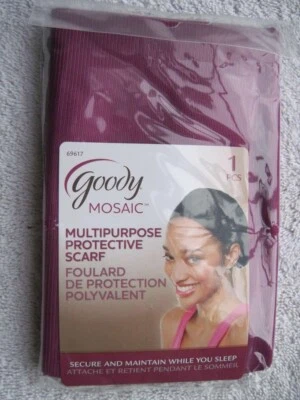 69617
1
PCS
goody
MOSAIC™
MULTIPURPOSE
PROTECTIVE
SCARF
FOULARD
DE PROTECTION
POLYVALENT
SECURE AND MAINTAIN WHILE YOU SLEEP
ATTACHE ET RETIENT PENDANT LE SOMMEIL